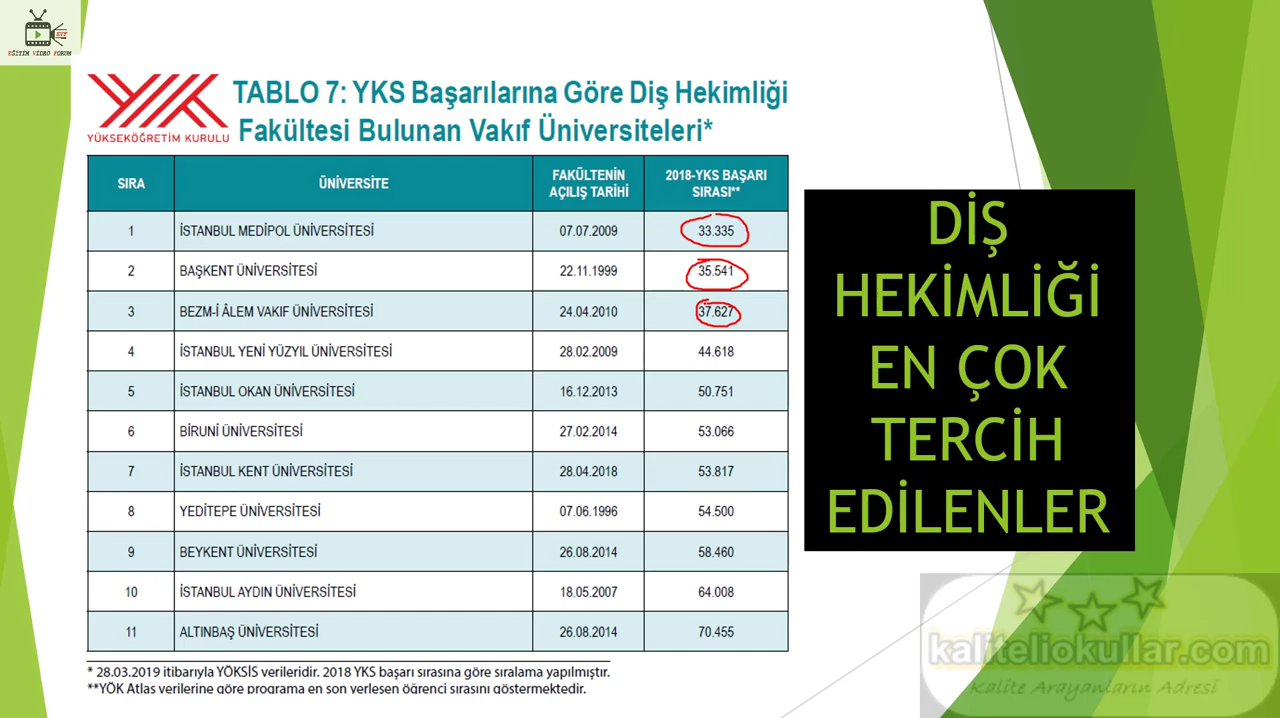 EVF
EĞİTİM VİDEO FORUM
YÜKSEKÖĞRETİM KURULU
TABLO 7: YKS Başarılarına Göre Diş Hekimliği
Fakültesi Bulunan Vakıf Üniversiteleri*
SIRA ÜNİVERSİTE FAKÜLTENİN AÇILIŞ TARİHİ 2018-YKS BAŞARI SIRASI**
1 İSTANBUL MEDİPOL ÜNİVERSİTESİ 07.07.2009 33.335
2 BAŞKENT ÜNİVERSİTESİ 22.11.1999 35.541
3 BEZM-İ ÂLEM VAKIF ÜNİVERSİTESİ 24.04.2010 37.627
4 İSTANBUL YENİ YÜZYIL ÜNİVERSİTESİ 28.02.2009 44.618
5 İSTANBUL OKAN ÜNİVERSİTESİ 16.12.2013 50.751
6 BİRUNİ ÜNİVERSİTESİ 27.02.2014 53.066
7 İSTANBUL KENT ÜNİVERSİTESİ 28.04.2018 53.817
8 YEDİTEPE ÜNİVERSİTESİ 07.06.1996 54.500
9 BEYKENT ÜNİVERSİTESİ 26.08.2014 58.460
10 İSTANBUL AYDIN ÜNİVERSİTESİ 18.05.2007 64.008
11 ALTINBAŞ ÜNİVERSİTESİ 26.08.2014 70.455
* 28.03.2019 itibarıyla YÖKSİS verileridir. 2018 YKS başarı sırasına göre sıralama yapılmıştır.
**YÖK Atlas verilerine göre programa en son yerleşen öğrenci sırasını göstermektedir.
DİŞ
HEKİMLİĞİ
EN ÇOK
TERCİH
EDİLENLER
kaliteliokullar.com
Kalite Arayanların Adresi